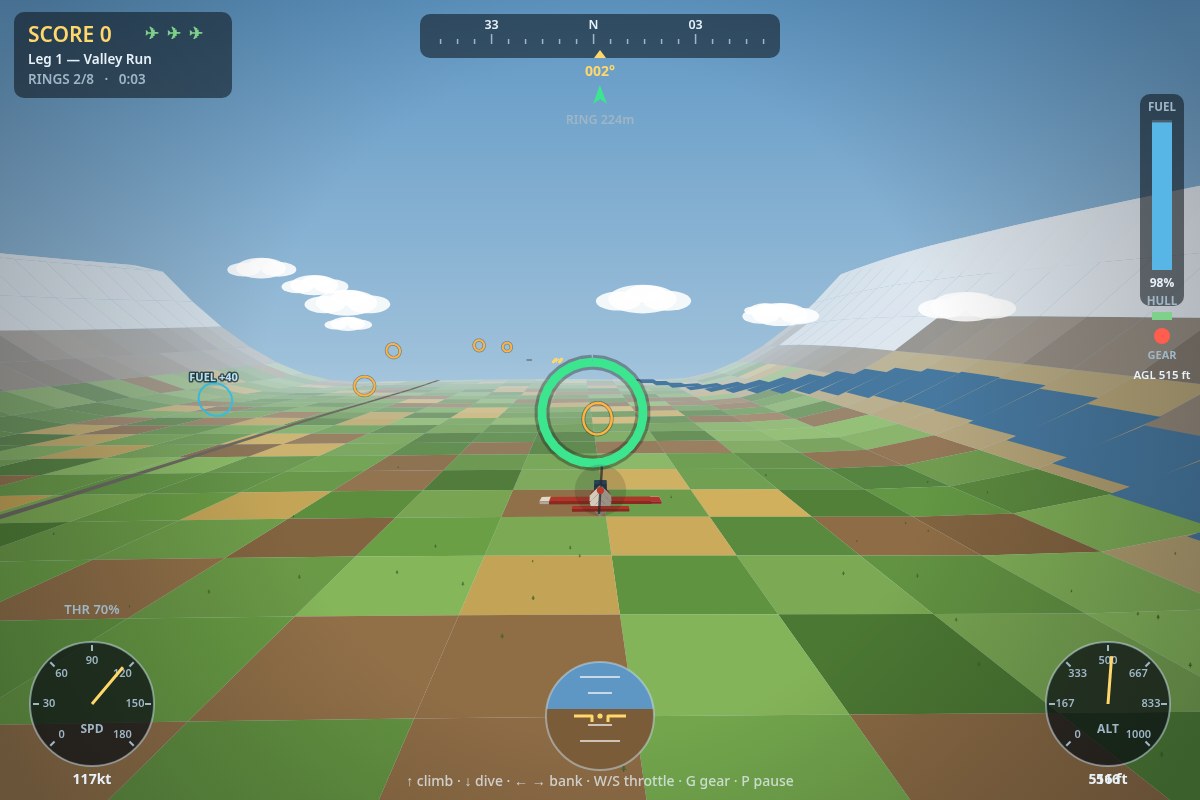 SCORE 0
Leg 1 — Valley Run
RINGS 2/8 · 0:03
33 N 03
002°
RING 224m
FUEL
98%
HULL
GEAR
AGL 515 ft
FUEL +40
THR 70%
0 30 60 90 120 150 180
SPD
117kt
0 167 333 500 667 833 1000
ALT
ft
↑ climb · ↓ dive · ← → bank · W/S throttle · G gear · P pause